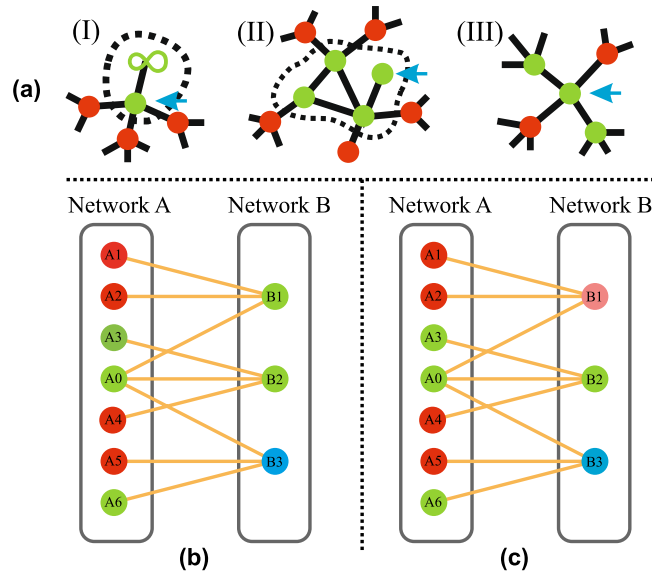 (I) (II) (III)
(a)
Network A Network B Network A Network B
A1 A1
A2 B1 A2 B1
A3 A3
A0 B2 A0 B2
A4 A4
A5 B3 A5 B3
A6 A6
(b) (c)